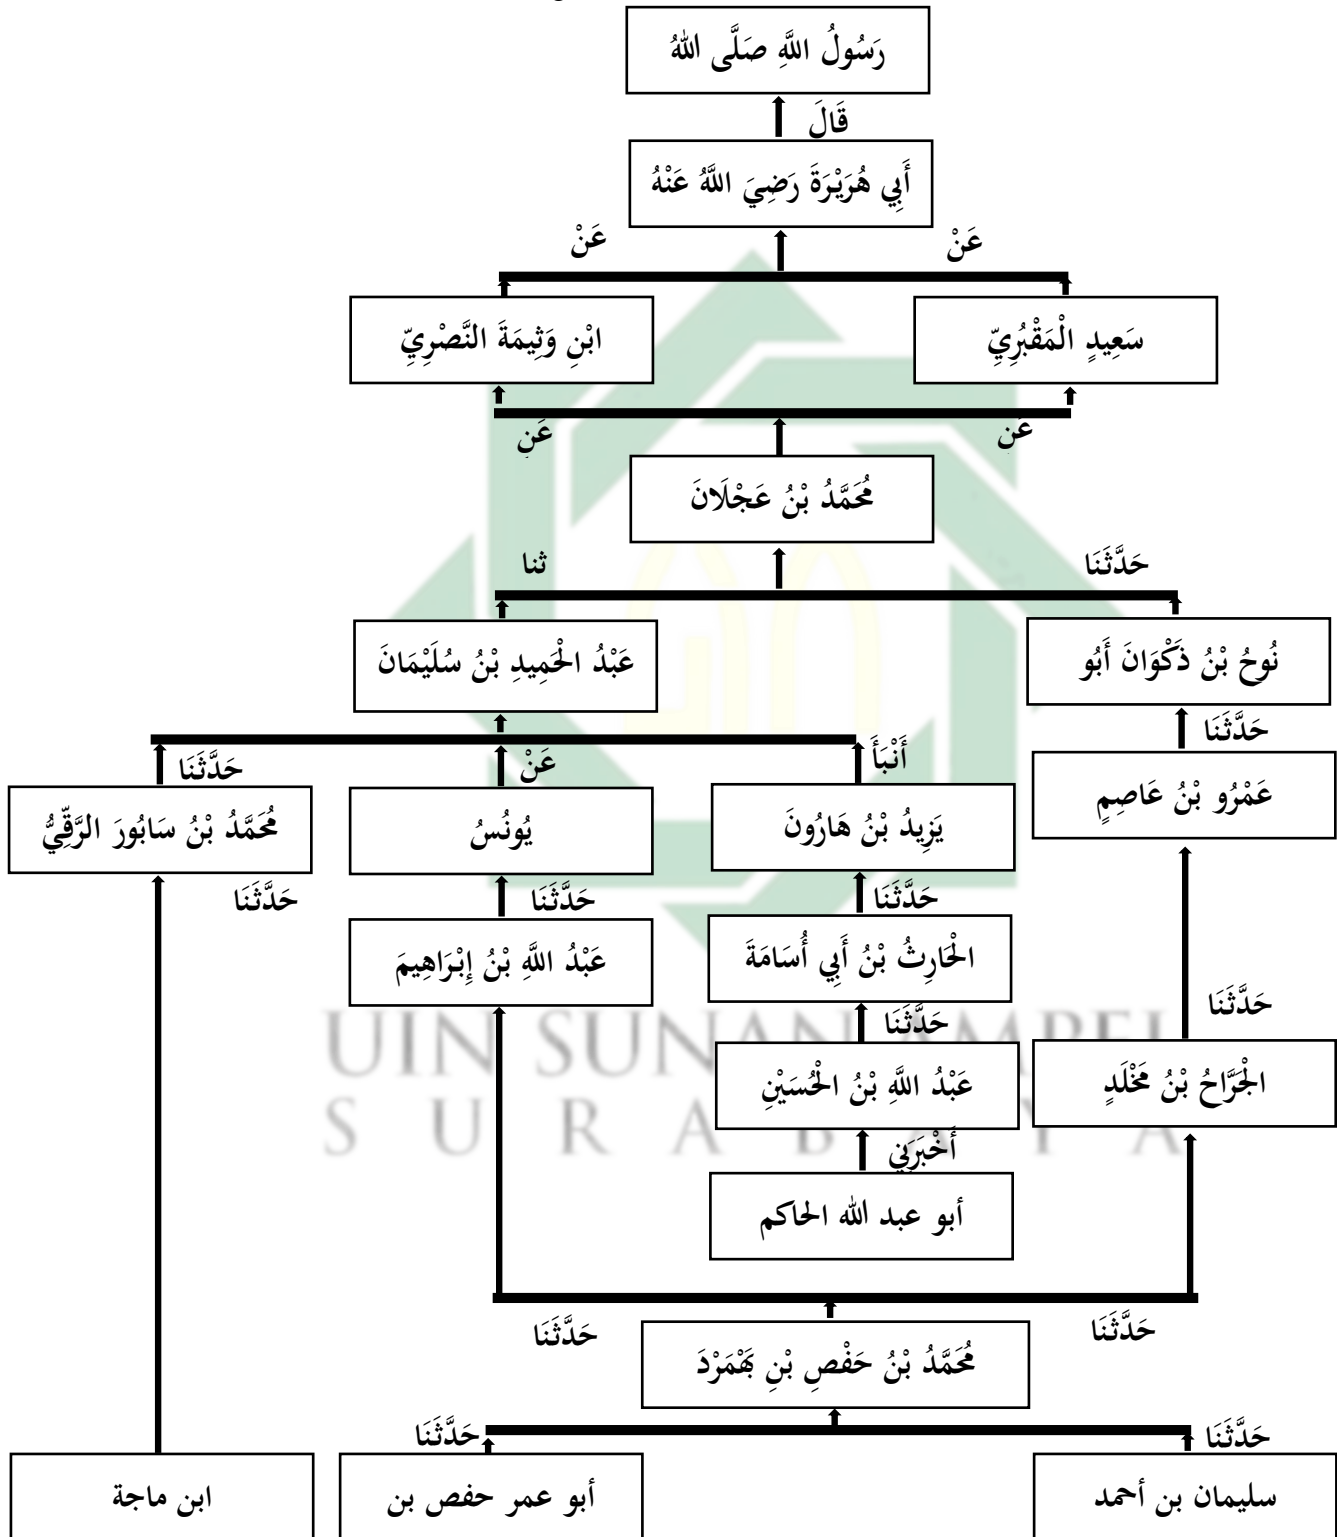 رَسُولُ اللَّهِ صَلَّى اللهُ
قَالَ
أَبِي هُرَيْرَةَ رَضِيَ اللَّهُ عَنْهُ
عَنْ
عَنْ
سَعِيدٍ الْمَقْبُرِيِّ
ابْنِ وَثِيمَةَ النَّصْرِيِّ
عَنِ
عَنِ
مُحَمَّدُ بْنُ عَجْلَانَ
حَدَّثَنَا
ثنا
نُوحُ بْنُ ذَكْوَانَ أَبُو
عَبْدُ الْحَمِيدِ بْنُ سُلَيْمَانَ
حَدَّثَنَا
أَنْبَأَ
عَنْ
حَدَّثَنَا
عَمْرُو بْنُ عَاصِمٍ
يَزِيدُ بْنُ هَارُونَ
يُونُسُ
مُحَمَّدُ بْنُ سَابُورَ الرَّقِّيُّ
حَدَّثَنَا
حَدَّثَنَا
حَدَّثَنَا
الْحَارِثُ بْنُ أَبِي أُسَامَةَ
عَبْدُ اللَّهِ بْنُ إِبْرَاهِيمَ
حَدَّثَنَا
حَدَّثَنَا
UIN SUNAN AMPEL
الْجَرَّاحُ بْنُ مَخْلَدٍ
عَبْدُ اللَّهِ بْنُ الْحُسَيْنِ
SURABAYA
أَخْبَرَنِي
أبو عبد الله الحاكم
حَدَّثَنَا
حَدَّثَنَا
مُحَمَّدُ بْنُ حَفْصِ بْنِ بَهْمَرْدَ
حَدَّثَنَا
حَدَّثَنَا
سليمان بن أحمد
أبو عمر حفص بن
ابن ماجة